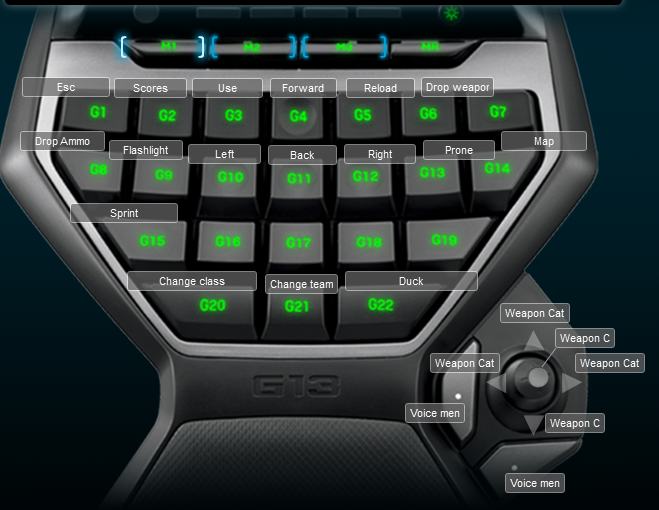 M1 M2 M3 MR
Esc Scores Use Forward Reload Drop weapor
G1 G2 G3 G4 G5 G6 G7
Drop Ammo Flashlight Left Back Right Prone Map
G8 G9 G10 G11 G12 G13 G14
Sprint
G15 G16 G17 G18 G19
Change class Change team Duck
G20 G21 G22
Weapon Cat
Weapon C
Weapon Cat Weapon Cat
G13
Voice men Weapon C
Voice men